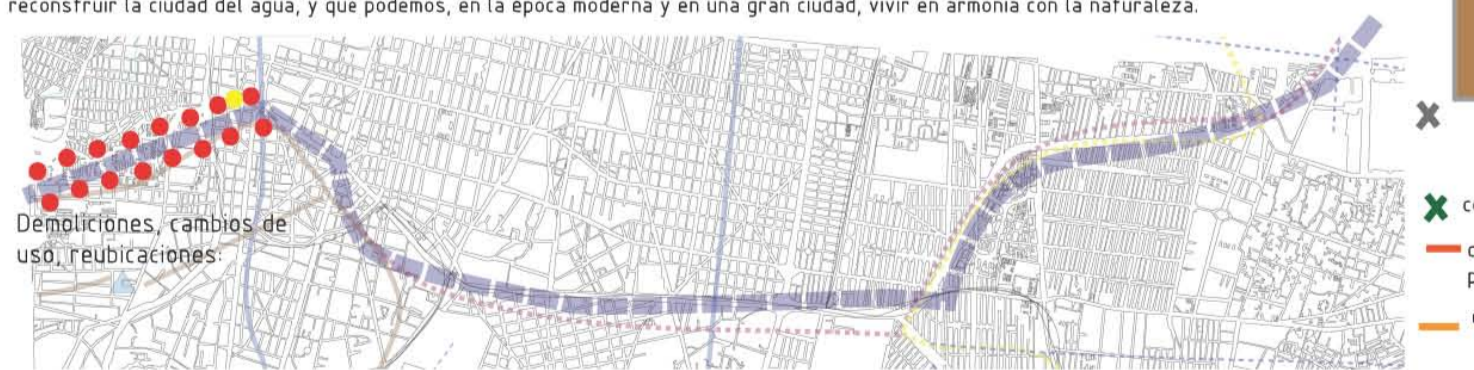 reconstruir la ciudad del agua, y que podemos, en la época moderna y en una gran ciudad, vivir en armonía con la naturaleza.
Demoliciones, cambios de
uso, reubicaciones: